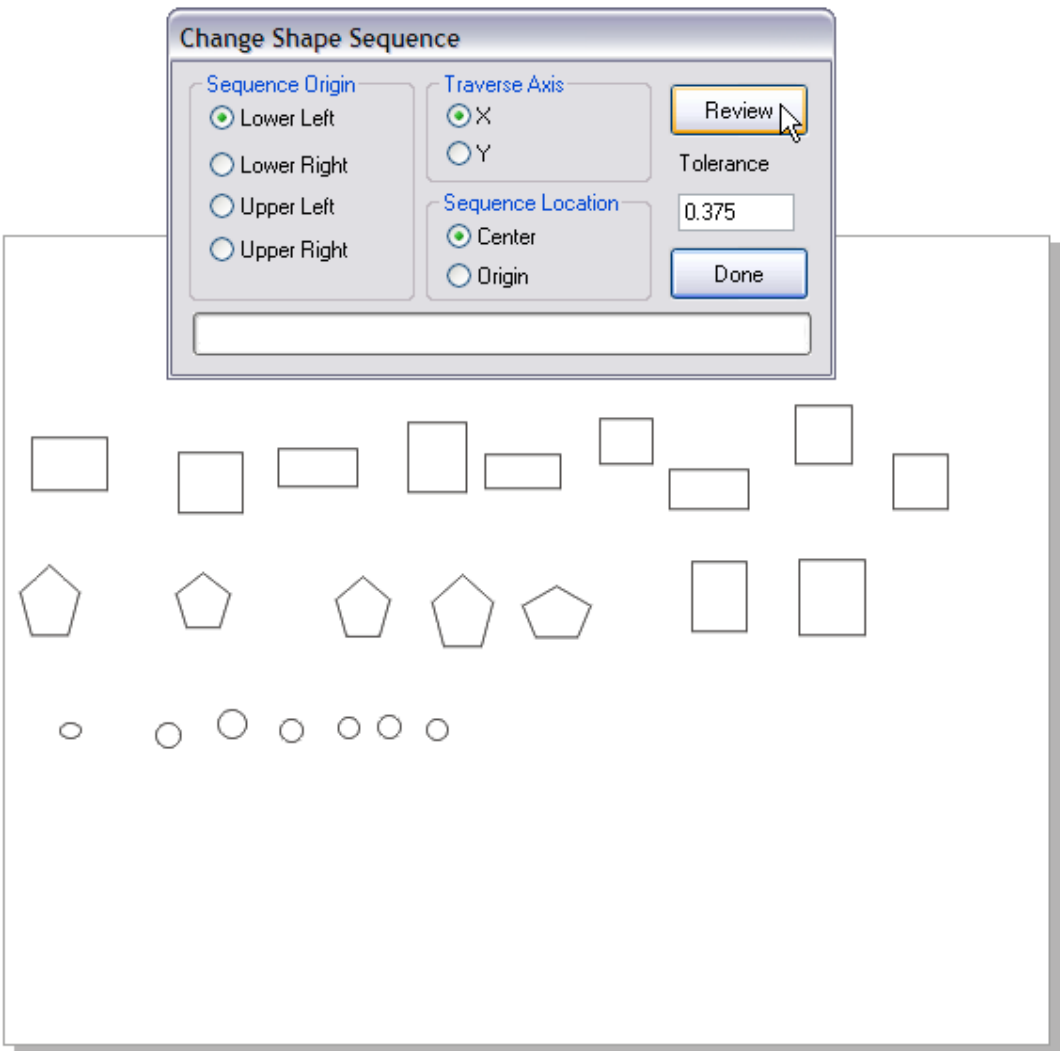 Change Shape Sequence
Sequence Origin
Lower Left
Lower Right
Upper Left
Upper Right
Traverse Axis
X
Y
Sequence Location
Center
Origin
Review
Tolerance
0.375
Done